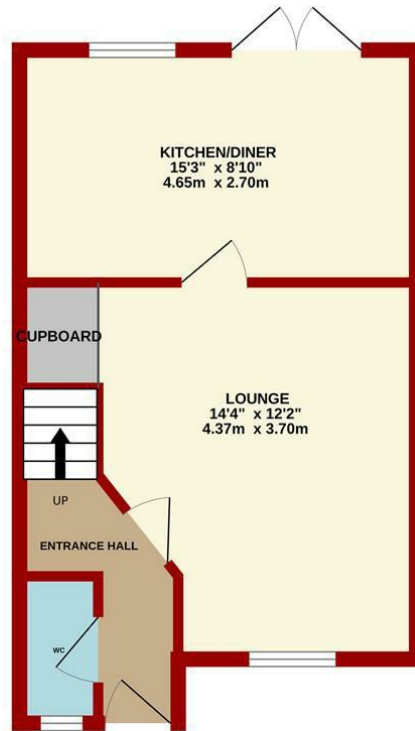 KITCHEN/DINER
15'3" x 8'10"
4.65m x 2.70m
CUPBOARD
LOUNGE
14'4" x 12'2"
4.37m x 3.70m
UP
ENTRANCE HALL
WC